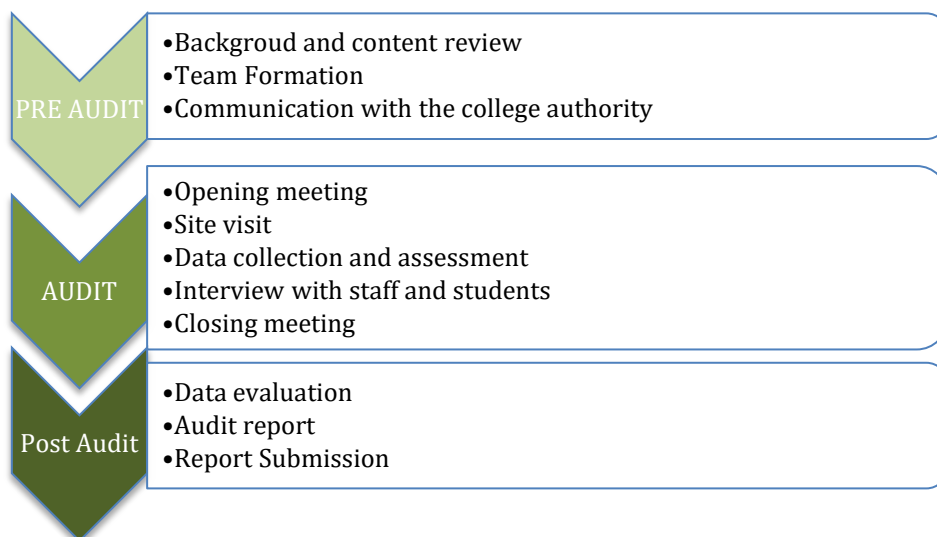 PRE AUDIT
•Backgroud and content review
•Team Formation
•Communication with the college authority
AUDIT
•Opening meeting
•Site visit
•Data collection and assessment
•Interview with staff and students
•Closing meeting
Post Audit
•Data evaluation
•Audit report
•Report Submission